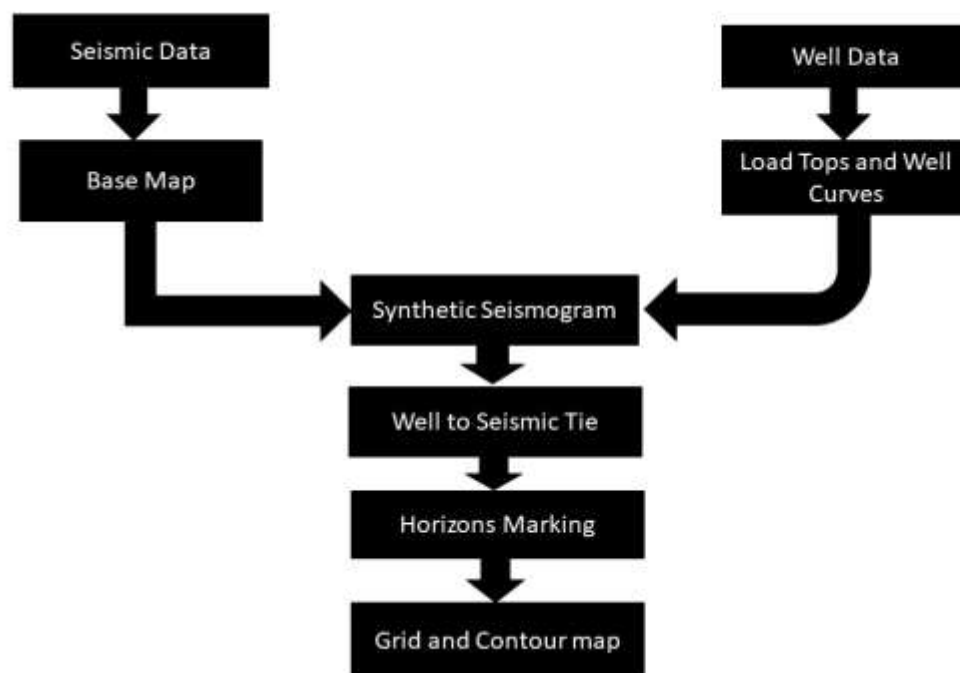 Seismic Data
Well Data
Base Map
Load Tops and Well
Curves
Synthetic Seismogram
Well to Seismic Tie
Horizons Marking
Grid and Contour map